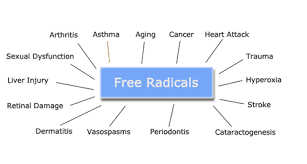 Arthritis
Asthma
Aging
Cancer
Heart Attack
Sexual Dysfunction
Trauma
Liver Injury
Free Radicals
Hyperoxia
Retinal Damage
Stroke
Dermatitis
Vasospasms
Periodontis
Cataractogenesis